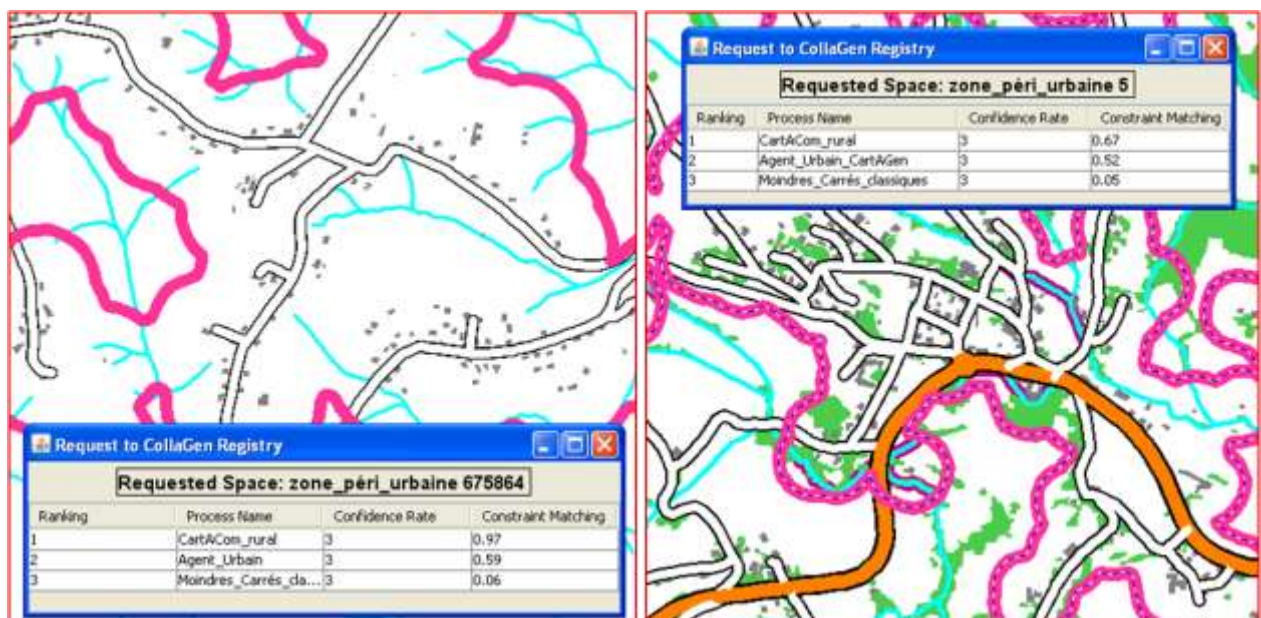 Request to CollaGen Registry
Requested Space: zone_péri_urbaine 675864
Ranking Process Name Confidence Rate Constraint Matching
1 CartACom_rural 3 0.97
2 Agent_Urbain 3 0.59
3 Moindres_Carrés_cla... 3 0.06
Request to CollaGen Registry
Requested Space: zone_péri_urbaine 5
Ranking Process Name Confidence Rate Constraint Matching
1 CartACom_rural 3 0.67
2 Agent_Urbain_CartAGen 3 0.52
3 Moindres_Carrés_classiques 3 0.05